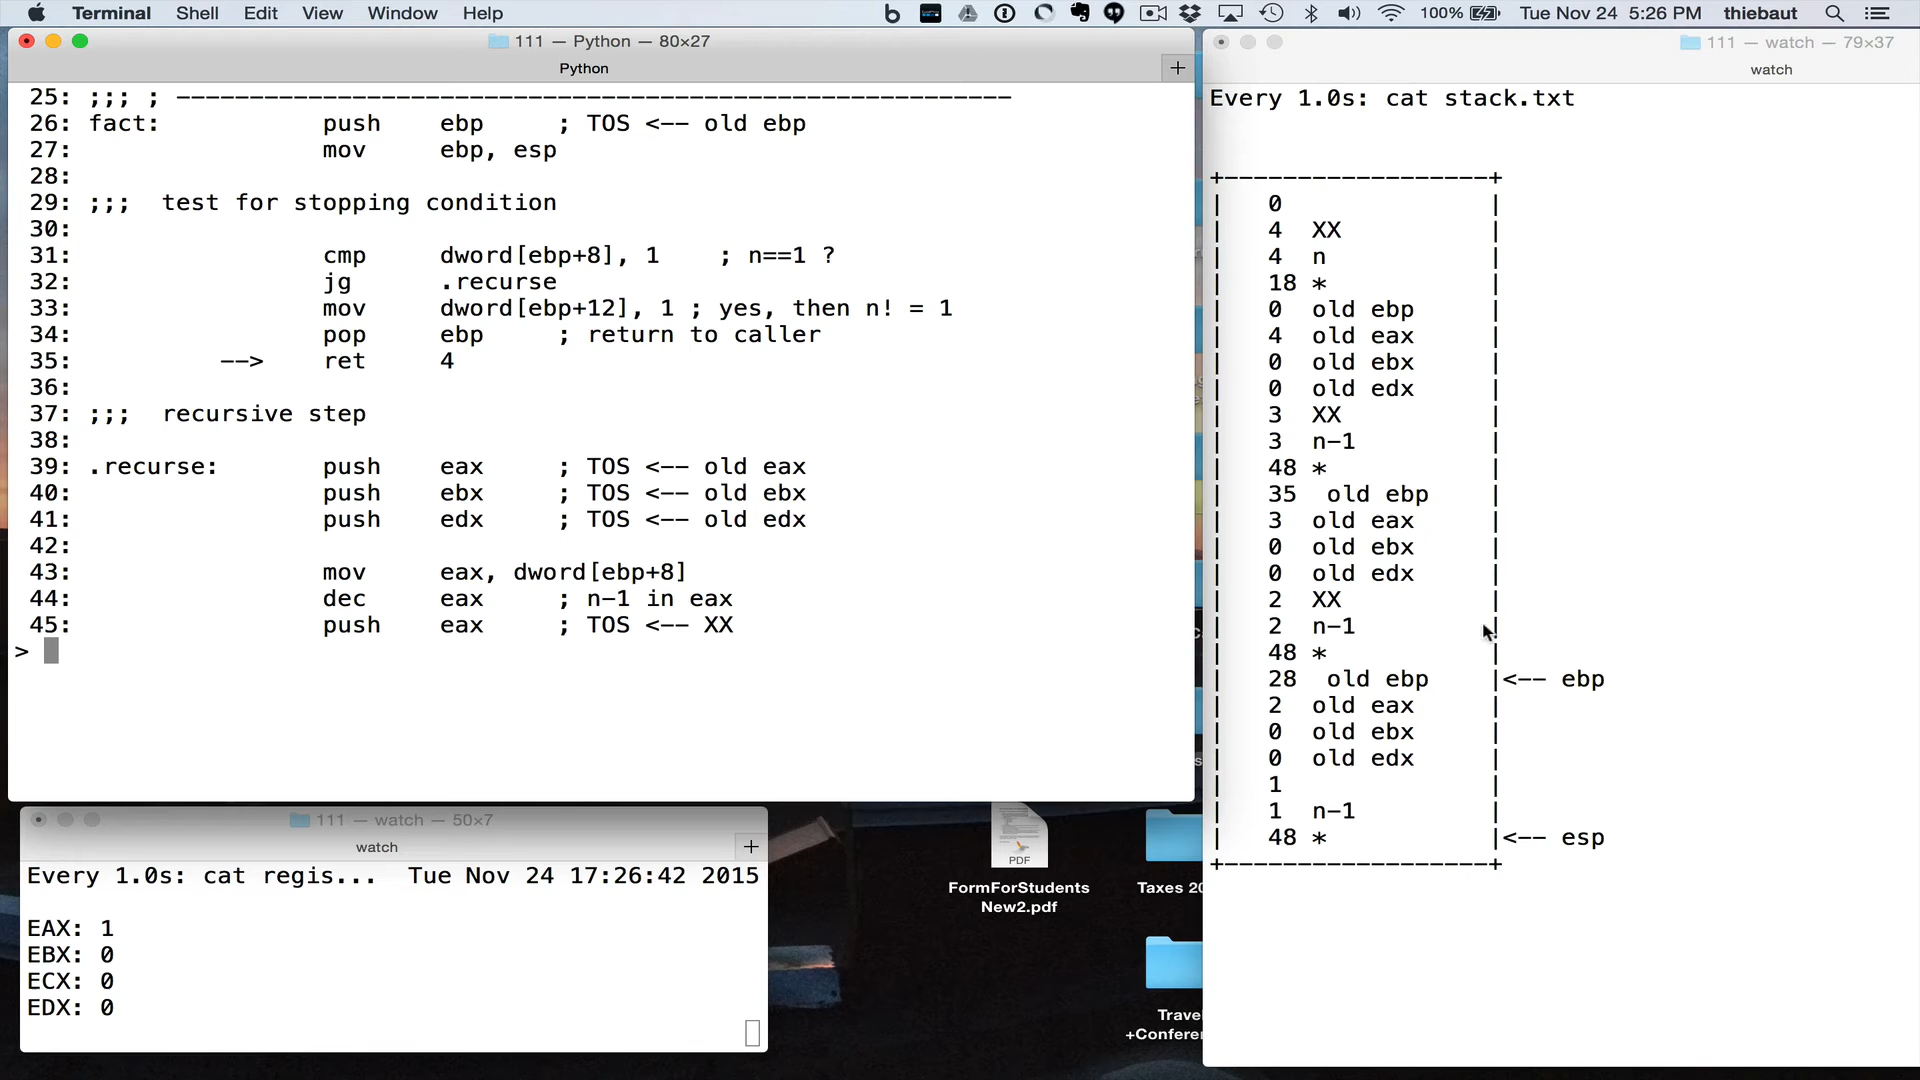 Terminal Shell Edit View Window Help 100% Tue Nov 24 5:26 PM thiebaut
111 — Python — 80×27
Python
25: ;;; ; ---------------------------------------------------------
26: fact: push ebp ; TOS <-- old ebp
27: mov ebp, esp
28:
29: ;;; test for stopping condition
30:
31: cmp dword[ebp+8], 1 ; n==1 ?
32: jg .recurse
33: mov dword[ebp+12], 1 ; yes, then n! = 1
34: pop ebp ; return to caller
35: --> ret 4
36:
37: ;;; recursive step
38:
39: .recurse: push eax ; TOS <-- old eax
40: push ebx ; TOS <-- old ebx
41: push edx ; TOS <-- old edx
42:
43: mov eax, dword[ebp+8]
44: dec eax ; n-1 in eax
45: push eax ; TOS <-- XX
>
111 — watch — 79×37
watch
Every 1.0s: cat stack.txt
+-------------------+
| 0 |
| 4 XX |
| 4 n |
| 18 * |
| 0 old ebp |
| 4 old eax |
| 0 old ebx |
| 0 old edx |
| 3 XX |
| 3 n-1 |
| 48 * |
| 35 old ebp |
| 3 old eax |
| 0 old ebx |
| 0 old edx |
| 2 XX |
| 2 n-1 |
| 48 * |
| 28 old ebp |<-- ebp
| 2 old eax |
| 0 old ebx |
| 0 old edx |
| 1 |
| 1 n-1 |
| 48 * |<-- esp
+-------------------+
111 — watch — 50×7
watch
Every 1.0s: cat regis... Tue Nov 24 17:26:42 2015
EAX: 1
EBX: 0
ECX: 0
EDX: 0
PDF
FormForStudents
New2.pdf
Taxes 20
Travel
+Conferen